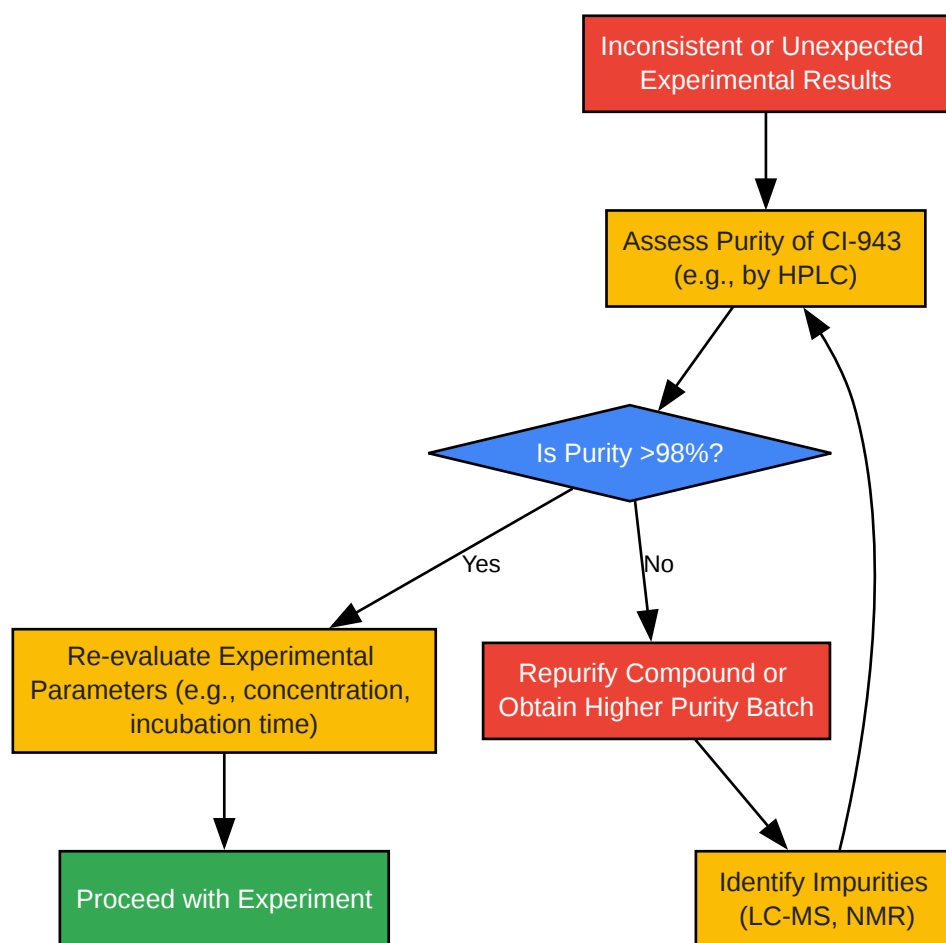 Inconsistent or Unexpected
Experimental Results
Assess Purity of CI-943
(e.g., by HPLC)
Is Purity >98%?
Yes
No
Re-evaluate Experimental
Parameters (e.g., concentration,
incubation time)
Repurify Compound or
Obtain Higher Purity Batch
Proceed with Experiment
Identify Impurities
(LC-MS, NMR)